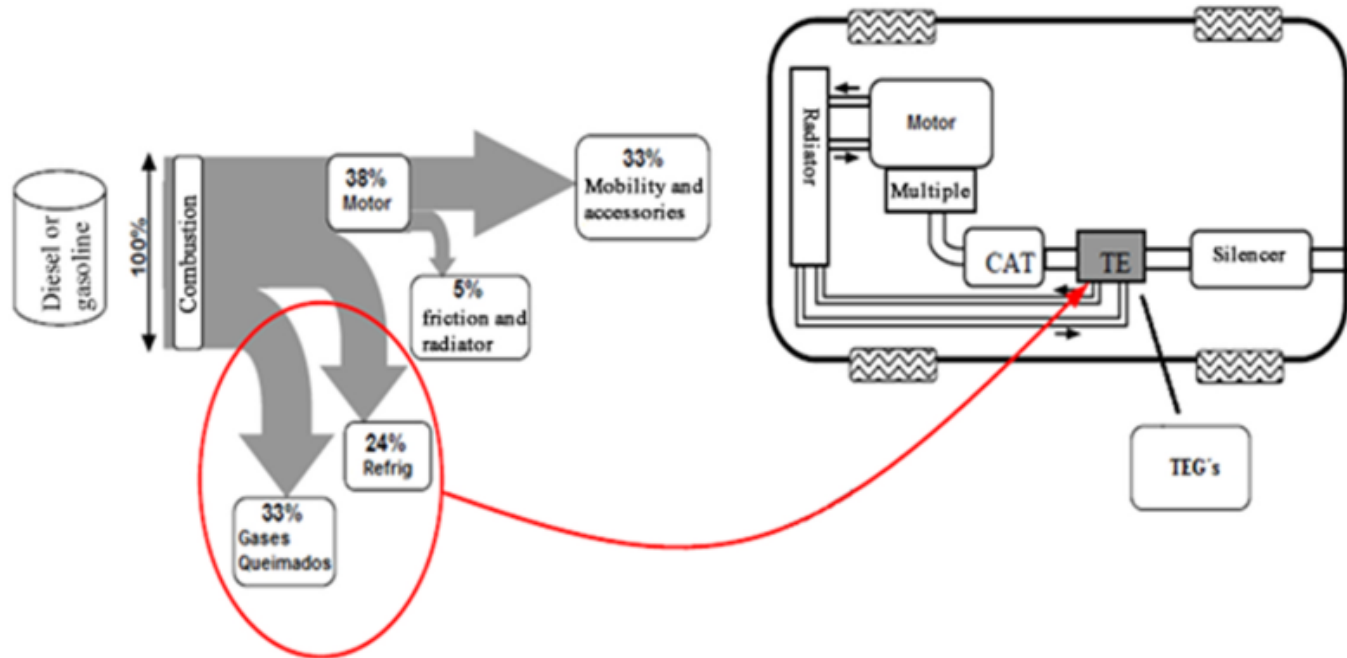 Diesel or
gasoline
100%
Combustion
38%
Motor
33%
Mobility and
accessories
5%
friction and
radiator
24%
Refrig
33%
Gases
Queimados
Radiator
Motor
Multiple
CAT
TE
Silencer
TEG´s